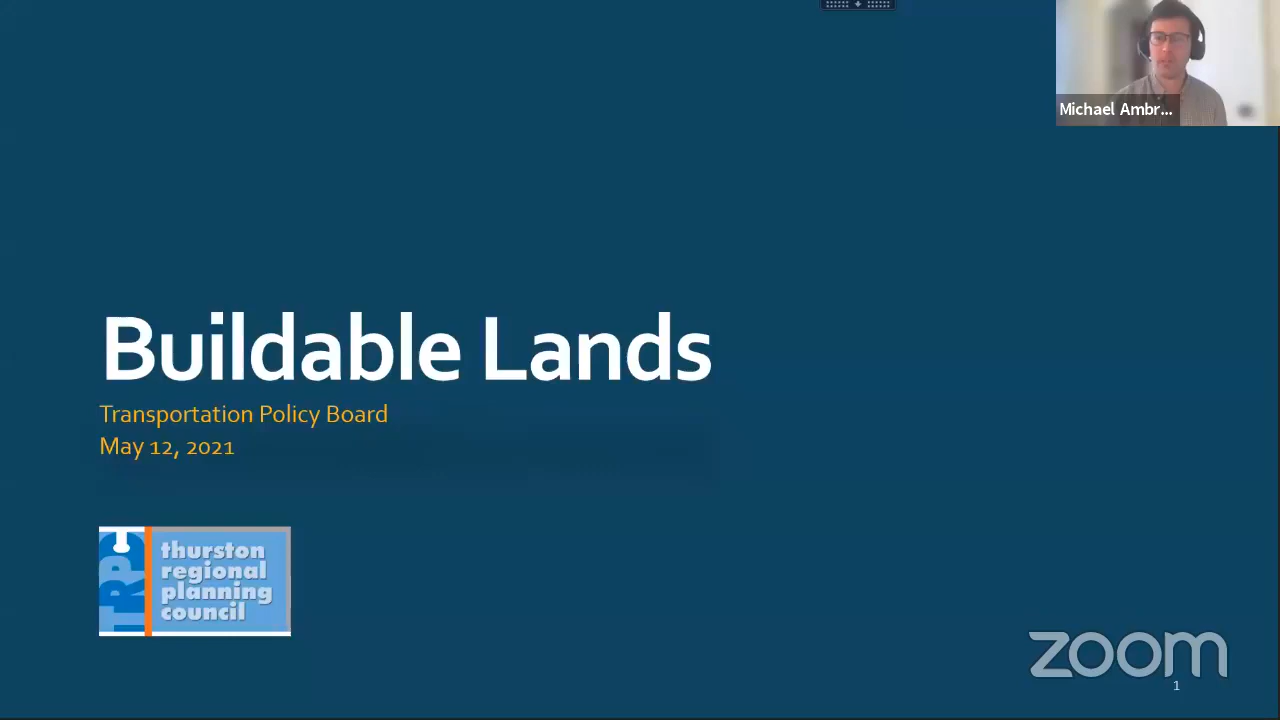 Michael Ambr...
Buildable Lands
Transportation Policy Board
May 12, 2021
TRPC
thurston
regional
planning
council
zoom
1